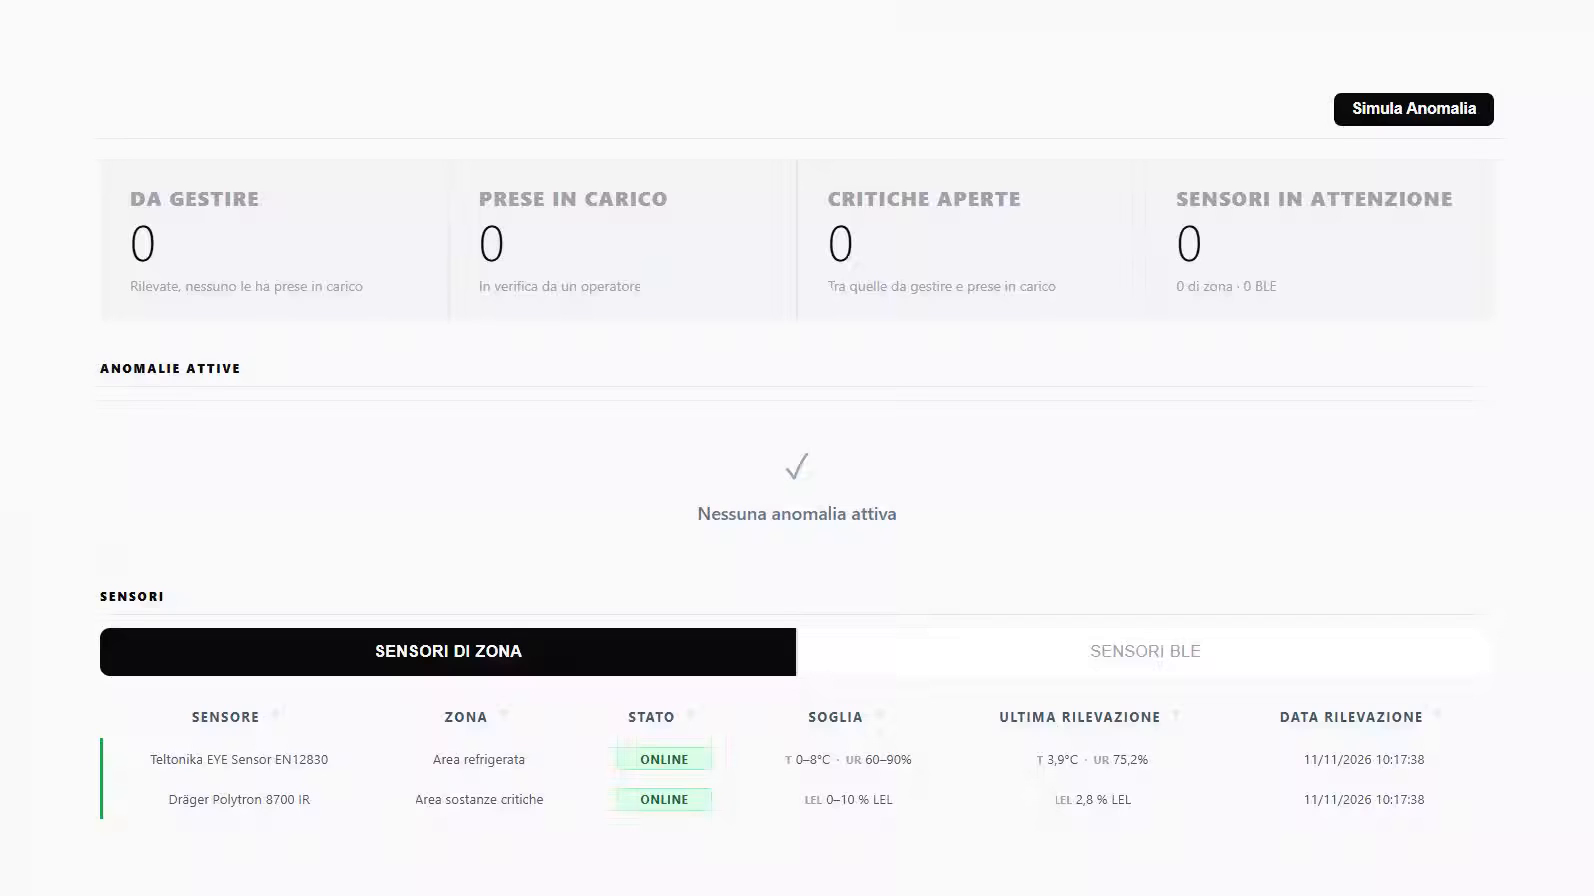 Simula Anomalia
DA GESTIRE
0
Rilevate, nessuno le ha prese in carico
PRESE IN CARICO
0
In verifica da un operatore
CRITICHE APERTE
0
Tra quelle da gestire e prese in carico
SENSORI IN ATTENZIONE
0
0 di zona · 0 BLE
ANOMALIE ATTIVE
Nessuna anomalia attiva
SENSORI
SENSORI DI ZONA SENSORI BLE
SENSORE ZONA STATO SOGLIA ULTIMA RILEVAZIONE DATA RILEVAZIONE
Teltonika EYE Sensor EN12830 Area refrigerata ONLINE T 0–8°C · UR 60–90% T 3,9°C · UR 75,2% 11/11/2026 10:17:38
Dräger Polytron 8700 IR Area sostanze critiche ONLINE LEL 0–10 % LEL LEL 2,8 % LEL 11/11/2026 10:17:38